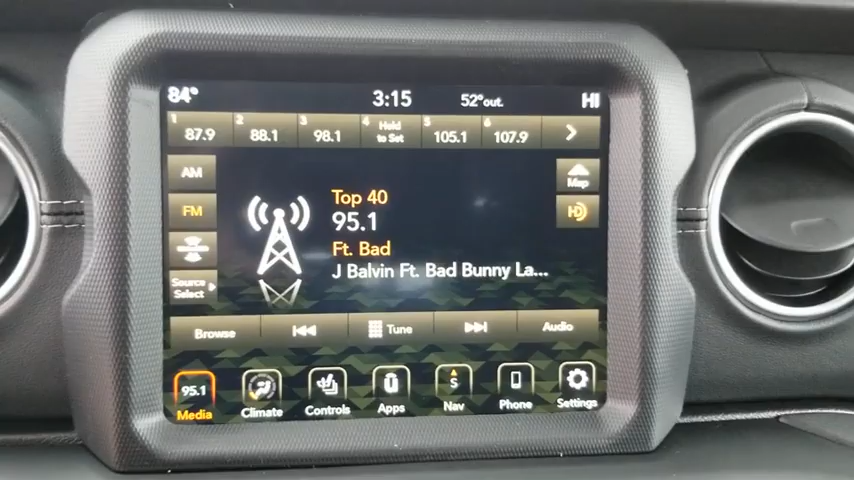 84° 3:15 52°out. HI
1 87.9 2 88.1 3 98.1 4 Held to Set 5 105.1 6 107.9
AM
Map
FM
HD
Top 40
95.1
Ft. Bad
J Balvin Ft. Bad Bunny La...
Source
Select
Browse Tune Audio
95.1 S
Media Climate Controls Apps Nav Phone Settings